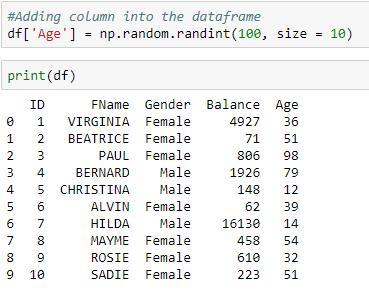 #Adding column into the dataframe
df['Age'] = np.random.randint(100, size = 10)
print(df)
   ID      FName  Gender  Balance  Age
0   1   VIRGINIA  Female     4927   36
1   2   BEATRICE  Female       71   51
2   3       PAUL  Female      806   98
3   4    BERNARD    Male     1926   79
4   5  CHRISTINA    Male      148   12
5   6      ALVIN  Female       62   39
6   7      HILDA    Male    16130   14
7   8      MAYME  Female      458   54
8   9      ROSIE  Female      610   32
9  10      SADIE  Female      223   51